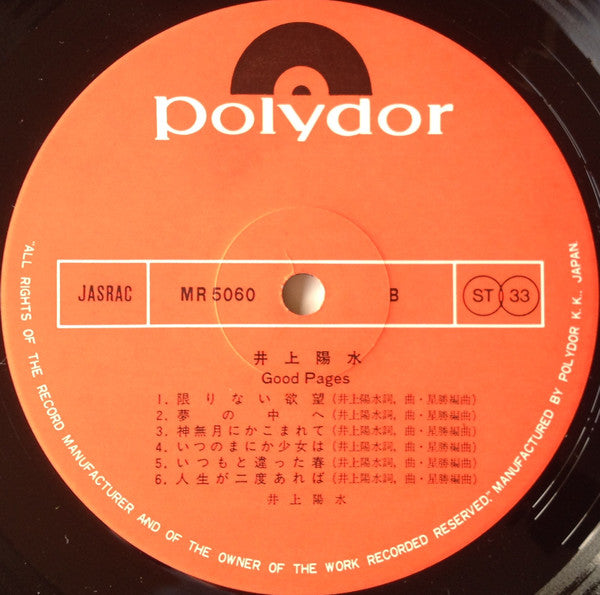 polydor
JASRAC MR 5060 B ST 33
井上陽水
Good Pages
1. 限りない欲望 (井上陽水詞, 曲・星勝編曲)
2. 夢の中へ (井上陽水詞, 曲・星勝編曲)
3. 神無月にかこまれて (井上陽水詞, 曲・星勝編曲)
4. いつのまにか少女は (井上陽水詞, 曲・星勝編曲)
5. いつもと違った春 (井上陽水詞, 曲・星勝編曲)
6. 人生が二度あれば (井上陽水詞, 曲・星勝編曲)
井上陽水
"ALL RIGHTS OF THE RECORD MANUFACTURER AND OF THE OWNER OF THE WORK RECORDED RESERVED." MANUFACTURED BY POLYDOR K.K., JAPAN.